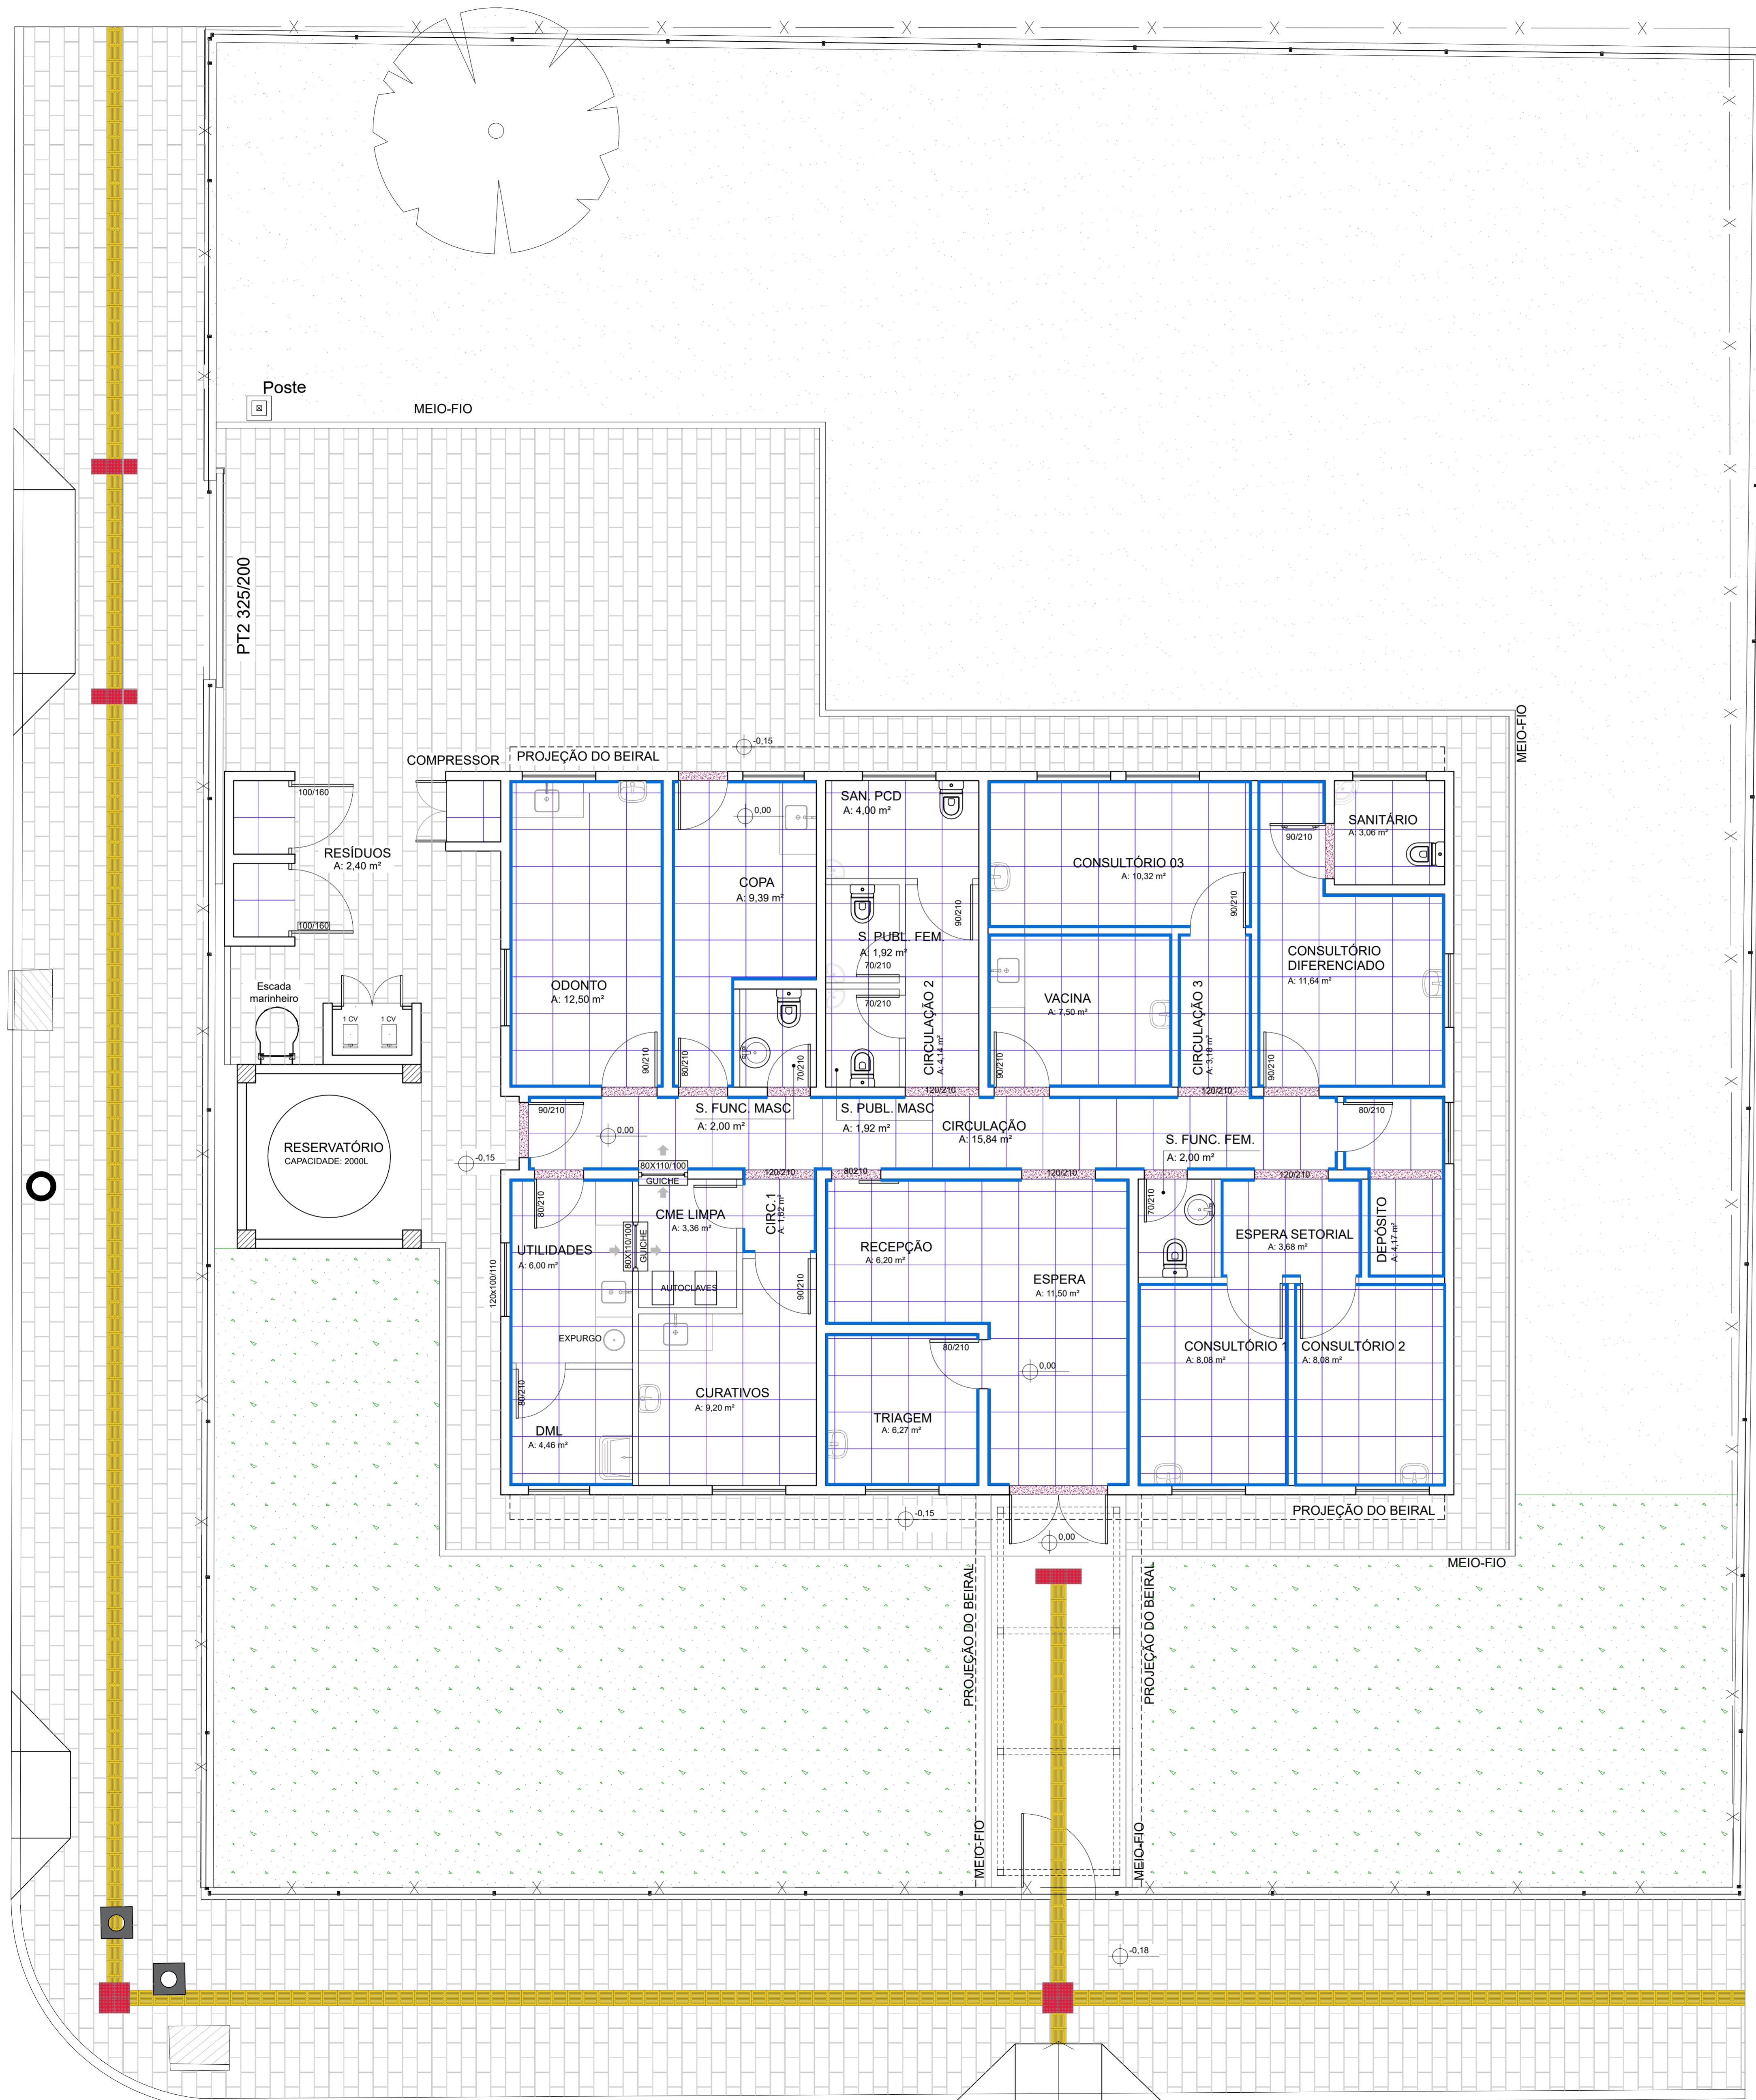 Poste
MEIO-FIO
PT2 325/200
MEIO-FIO
-0,15
PROJEÇÃO DO BEIRAL
COMPRESSOR
100/160
RESÍDUOS
A: 2,40 m²
100/160
0,00
COPA
A: 9,39 m²
SAN. PCD
A: 4,00 m²
90/210
S. PUBL. FEM.
A: 1,92 m²
70/210
70/210
CONSULTÓRIO 03
A: 10,32 m²
90/210
90/210
SANITÁRIO
A: 3,06 m²
CONSULTÓRIO
DIFERENCIADO
A: 11,64 m²
ODONTO
A: 12,50 m²
90/210
80/210
70/210
CIRCULAÇÃO 2
A: 4,14 m²
120/210
VACINA
A: 7,50 m²
90/210
CIRCULAÇÃO 3
A: 3,16 m²
120/210
90/210
Escada
marinheiro
1 CV
1 CV
RESERVATÓRIO
CAPACIDADE: 2000L
-0,15
90/210
0,00
S. FUNC. MASC
A: 2,00 m²
S. PUBL. MASC
A: 1,92 m²
CIRCULAÇÃO
A: 15,84 m²
S. FUNC. FEM.
A: 2,00 m²
80/210
80X110/100
GUICHE
120/210
80210
120/210
120/210
80/210
CME LIMPA
A: 3,36 m²
CIRC.1
A: 1,82 m²
70/210
UTILIDADES
A: 6,00 m²
80X110/100
GUICHE
120x100/110
AUTOCLAVES
90/210
EXPURGO
RECEPÇÃO
A: 6,20 m²
ESPERA
A: 11,50 m²
ESPERA SETORIAL
A: 3,68 m²
DEPÓSITO
A: 4,17 m²
80/210
CONSULTÓRIO 1
A: 8,08 m²
CONSULTÓRIO 2
A: 8,08 m²
0,00
80/210
CURATIVOS
A: 9,20 m²
DML
A: 4,46 m²
TRIAGEM
A: 6,27 m²
-0,15
PROJEÇÃO DO BEIRAL
0,00
MEIO-FIO
PROJEÇÃO DO BEIRAL
PROJEÇÃO DO BEIRAL
MEIO-FIO
MEIO-FIO
-0,18